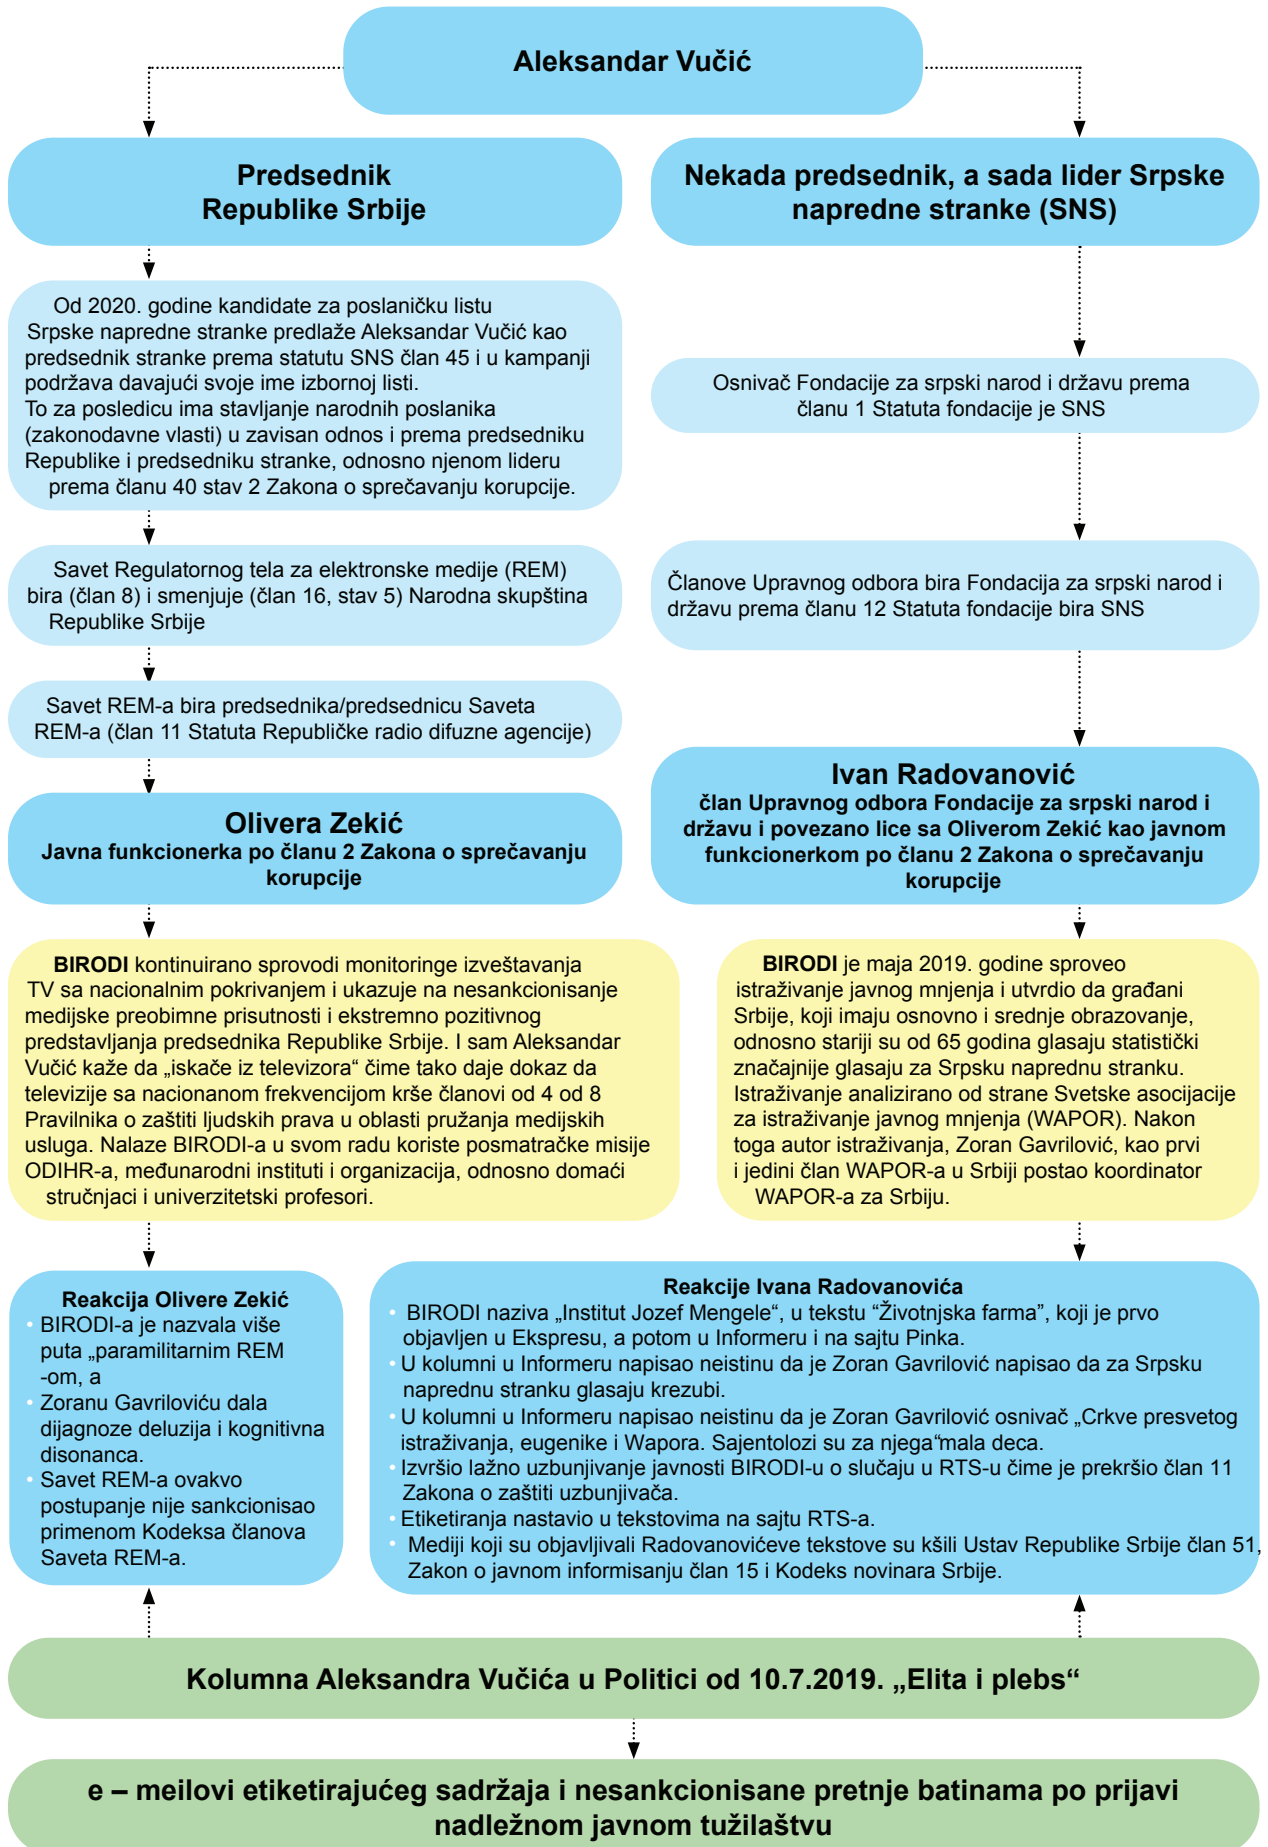 Aleksandar Vučić
Predsednik
Republike Srbije
Nekada predsednik, a sada lider Srpske
napredne stranke (SNS)
Od 2020. godine kandidate za poslaničku listu
Srpske napredne stranke predlaže Aleksandar Vučić kao
predsednik stranke prema statutu SNS član 45 i u kampanji
podržava davajući svoje ime izbornoj listi.
To za posledicu ima stavljanje narodnih poslanika
(zakonodavne vlasti) u zavisan odnos i prema predsedniku
Republike i predsedniku stranke, odnosno njenom lideru
prema članu 40 stav 2 Zakona o sprečavanju korupcije.
Osnivač Fondacije za srpski narod i državu prema
članu 1 Statuta fondacije je SNS
Savet Regulatornog tela za elektronske medije (REM)
bira (član 8) i smenjuje (član 16, stav 5) Narodna skupština
Republike Srbije
Članove Upravnog odbora bira Fondacija za srpski narod i
državu prema članu 12 Statuta fondacije bira SNS
Savet REM-a bira predsednika/predsednicu Saveta
REM-a (član 11 Statuta Republičke radio difuzne agencije)
Olivera Zekić
Javna funkcionerka po članu 2 Zakona o sprečavanju
korupcije
Ivan Radovanović
član Upravnog odbora Fondacije za srpski narod i
državu i povezano lice sa Oliverom Zekić kao javnom
funkcionerkom po članu 2 Zakona o sprečavanju
korupcije
BIRODI kontinuirano sprovodi monitoringe izveštavanja
TV sa nacionalnim pokrivanjem i ukazuje na nesankcionisanje
medijske preobimne prisutnosti i ekstremno pozitivnog
predstavljanja predsednika Republike Srbije. I sam Aleksandar
Vučić kaže da „iskače iz televizora“ čime tako daje dokaz da
televizije sa nacionanom frekvencijom krše članovi od 4 od 8
Pravilnika o zaštiti ljudskih prava u oblasti pružanja medijskih
usluga. Nalaze BIRODI-a u svom radu koriste posmatračke misije
ODIHR-a, međunarodni instituti i organizacija, odnosno domaći
stručnjaci i univerzitetski profesori.
BIRODI je maja 2019. godine sproveo
istraživanje javnog mnjenja i utvrdio da građani
Srbije, koji imaju osnovno i srednje obrazovanje,
odnosno stariji su od 65 godina glasaju statistički
značajnije glasaju za Srpsku naprednu stranku.
Istraživanje analizirano od strane Svetske asocijacije
za istraživanje javnog mnjenja (WAPOR). Nakon
toga autor istraživanja, Zoran Gavrilović, kao prvi
i jedini član WAPOR-a u Srbiji postao koordinator
WAPOR-a za Srbiju.
Reakcija Olivere Zekić
• BIRODI-a je nazvala više
puta „paramilitarnim REM
-om, a
• Zoranu Gavriloviću dala
dijagnoze deluzija i kognitivna
disonanca.
• Savet REM-a ovakvo
postupanje nije sankcionisao
primenom Kodeksa članova
Saveta REM-a.
Reakcije Ivana Radovanovića
• BIRODI naziva „Institut Jozef Mengele“, u tekstu “Životnjska farma”, koji je prvo
objavljen u Ekspresu, a potom u Informeru i na sajtu Pinka.
• U kolumni u Informeru napisao neistinu da je Zoran Gavrilović napisao da za Srpsku
naprednu stranku glasaju krezubi.
• U kolumni u Informeru napisao neistinu da je Zoran Gavrilović osnivač „Crkve presvetog
istraživanja, eugenike i Wapora. Sajentolozi su za njega“mala deca.
• Izvršio lažno uzbunjivanje javnosti BIRODI-u o slučaju u RTS-u čime je prekršio član 11
Zakona o zaštiti uzbunjivača.
• Etiketiranja nastavio u tekstovima na sajtu RTS-a.
• Mediji koji su objavljivali Radovanovićeve tekstove su kšili Ustav Republike Srbije član 51,
Zakon o javnom informisanju član 15 i Kodeks novinara Srbije.
Kolumna Aleksandra Vučića u Politici od 10.7.2019. „Elita i plebs“
e – meilovi etiketirajućeg sadržaja i nesankcionisane pretnje batinama po prijavi
nadležnom javnom tužilaštvu